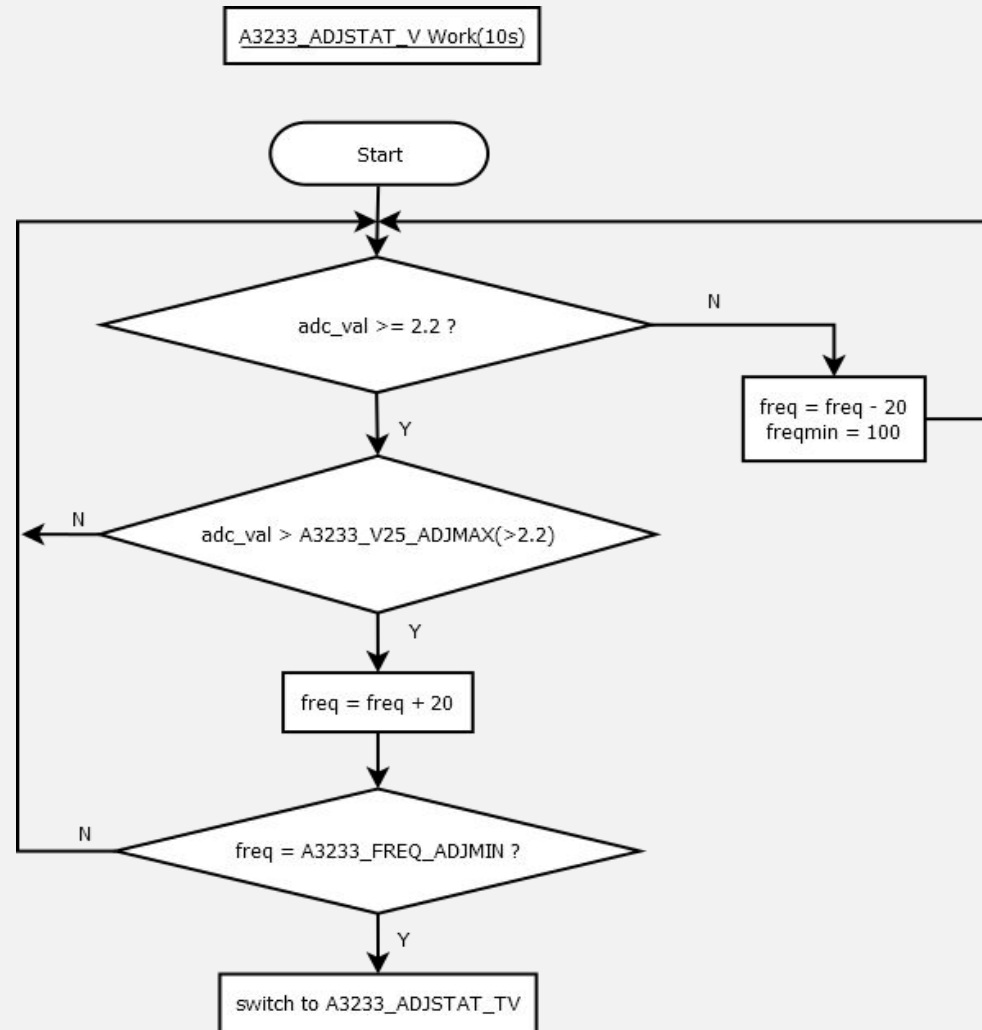 A3233_ADJSTAT_V Work(10s)
Start
adc_val >= 2.2 ?
N
freq = freq - 20
freqmin = 100
Y
adc_val > A3233_V25_ADJMAX(>2.2)
N
Y
freq = freq + 20
freq = A3233_FREQ_ADJMIN ?
N
Y
switch to A3233_ADJSTAT_TV